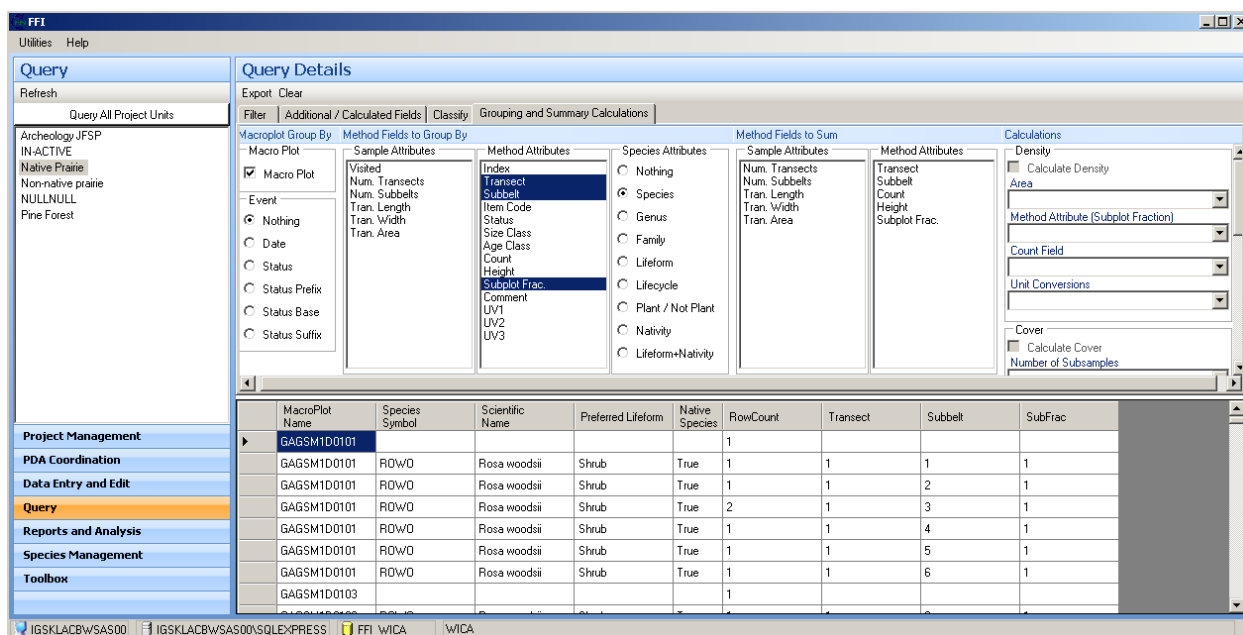 FFI
Utilities Help
Query
Refresh
Query All Project Units
Archeology JFSP
IN-ACTIVE
Native Prairie
Non-native prairie
NULLNULL
Pine Forest
Project Management
PDA Coordination
Data Entry and Edit
Query
Reports and Analysis
Species Management
Toolbox
Query Details
Export Clear
Filter Additional / Calculated Fields Classify Grouping and Summary Calculations
Macroplot Group By Method Fields to Group By Method Fields to Sum Calculations
Macro Plot
Macro Plot
Event
Nothing
Date
Status
Status Prefix
Status Base
Status Suffix
Sample Attributes
Visited
Num. Transects
Num. Subbelts
Tran. Length
Tran. Width
Tran. Area
Method Attributes
Index
Transect
Subbelt
Item Code
Status
Size Class
Age Class
Count
Height
Subplot Frac.
Comment
UV1
UV2
UV3
Species Attributes
Nothing
Species
Genus
Family
Lifeform
Lifecycle
Plant / Not Plant
Nativity
Lifeform+Nativity
Sample Attributes
Num. Transects
Num. Subbelts
Tran. Length
Tran. Width
Tran. Area
Method Attributes
Transect
Subbelt
Count
Height
Subplot Frac.
Density
Calculate Density
Area
Method Attribute (Subplot Fraction)
Count Field
Unit Conversions
Cover
Calculate Cover
Number of Subsamples
MacroPlot Name Species Symbol Scientific Name Preferred Lifeform Native Species RowCount Transect Subbelt SubFrac
GAGSM1D0101 1
GAGSM1D0101 ROWO Rosa woodsii Shrub True 1 1 1 1
GAGSM1D0101 ROWO Rosa woodsii Shrub True 1 1 2 1
GAGSM1D0101 ROWO Rosa woodsii Shrub True 2 1 3 1
GAGSM1D0101 ROWO Rosa woodsii Shrub True 1 1 4 1
GAGSM1D0101 ROWO Rosa woodsii Shrub True 1 1 5 1
GAGSM1D0101 ROWO Rosa woodsii Shrub True 1 1 6 1
GAGSM1D0103 1
IGSKLACBWSAS00 IGSKLACBWSAS00\SQLEXPRESS FFI_WICA WICA